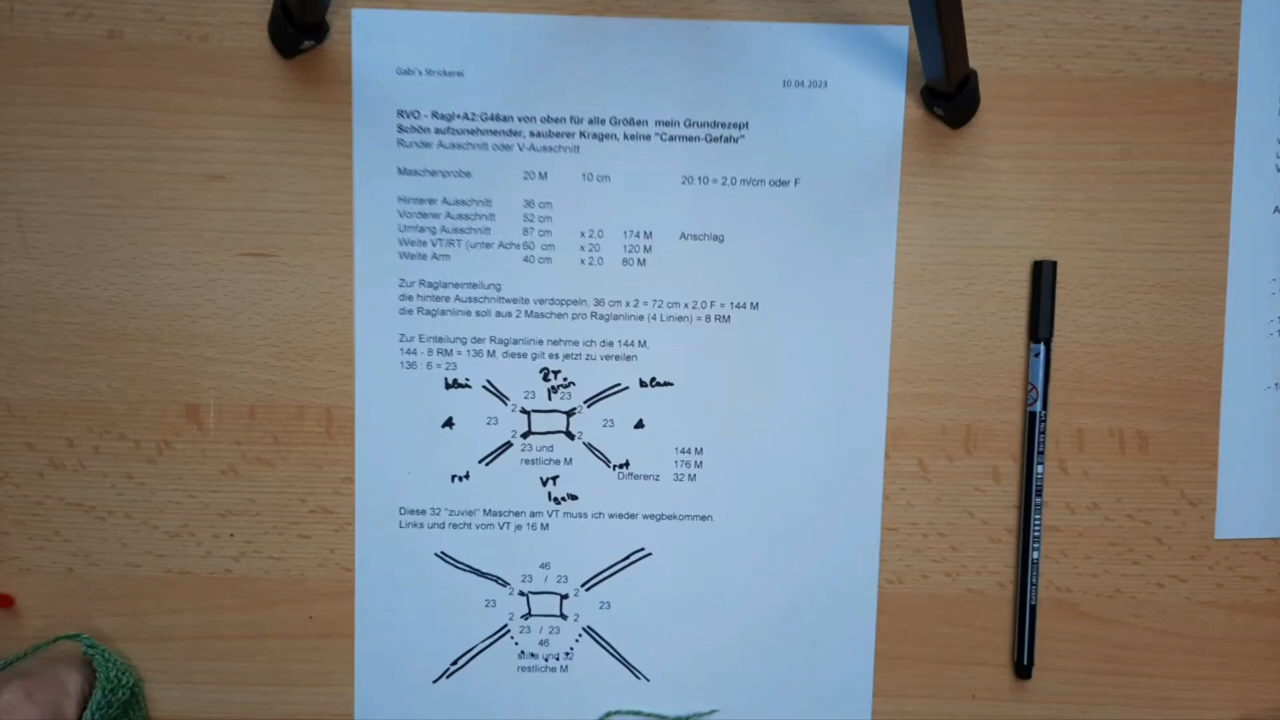 Gabi's Strickerei
10.04.2023
RVO - Ragl+A2:G46an von oben für alle Größen mein Grundrezept
Schön aufzunehmender, sauberer Kragen, keine "Carmen-Gefahr"
Runder Ausschnitt oder V-Ausschnitt
Maschenprobe: 20 M 10 cm 20:10 = 2,0 m/cm oder F
Hinterer Ausschnitt 36 cm
Vorderer Ausschnitt 52 cm
Umfang Ausschnitt 87 cm x 2,0 174 M Anschlag
Weite VT/RT (unter Achs 60 cm x 20 120 M
Weite Arm 40 cm x 2,0 80 M
Zur Raglaneinteilung:
die hintere Ausschnittweite verdoppeln, 36 cm x 2 = 72 cm x 2,0 F = 144 M
die Raglanlinie soll aus 2 Maschen pro Raglanlinie (4 Linien) = 8 RM
Zur Einteilung der Raglanlinie nehme ich die 144 M,
144 - 8 RM = 136 M, diese gilt es jetzt zu vereilen
136 : 6 = 23
blau grün blau
23 23
2 2
23 23
2 2
23 und
restliche M
rot VT rot
gelb
144 M
176 M
Differenz 32 M
Diese 32 "zuviel" Maschen am VT muss ich wieder wegbekommen.
Links und recht vom VT je 16 M
46
23 / 23
2 2
23 23
2 2
23 / 23
46
stille und 32
restliche M